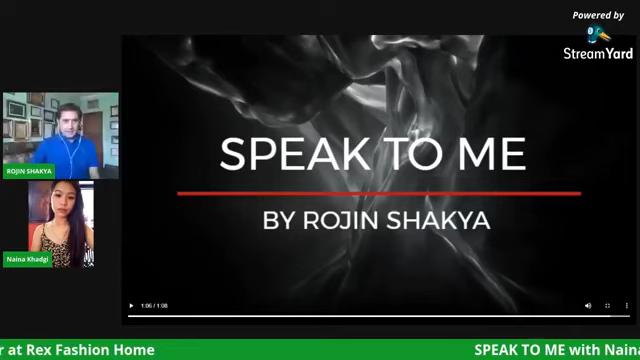 Powered by
StreamYard
SPEAK TO ME
BY ROJIN SHAKYA
ROJIN SHAKYA
Naina Khadgi
1:06 / 1:08
r at Rex Fashion Home
SPEAK TO ME with Naina